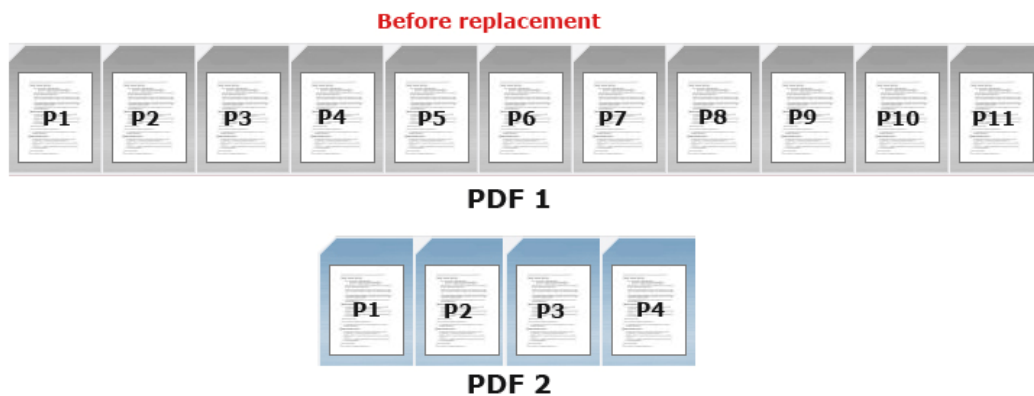 Before replacement
P1 P2 P3 P4 P5 P6 P7 P8 P9 P10 P11
PDF 1
P1 P2 P3 P4
PDF 2